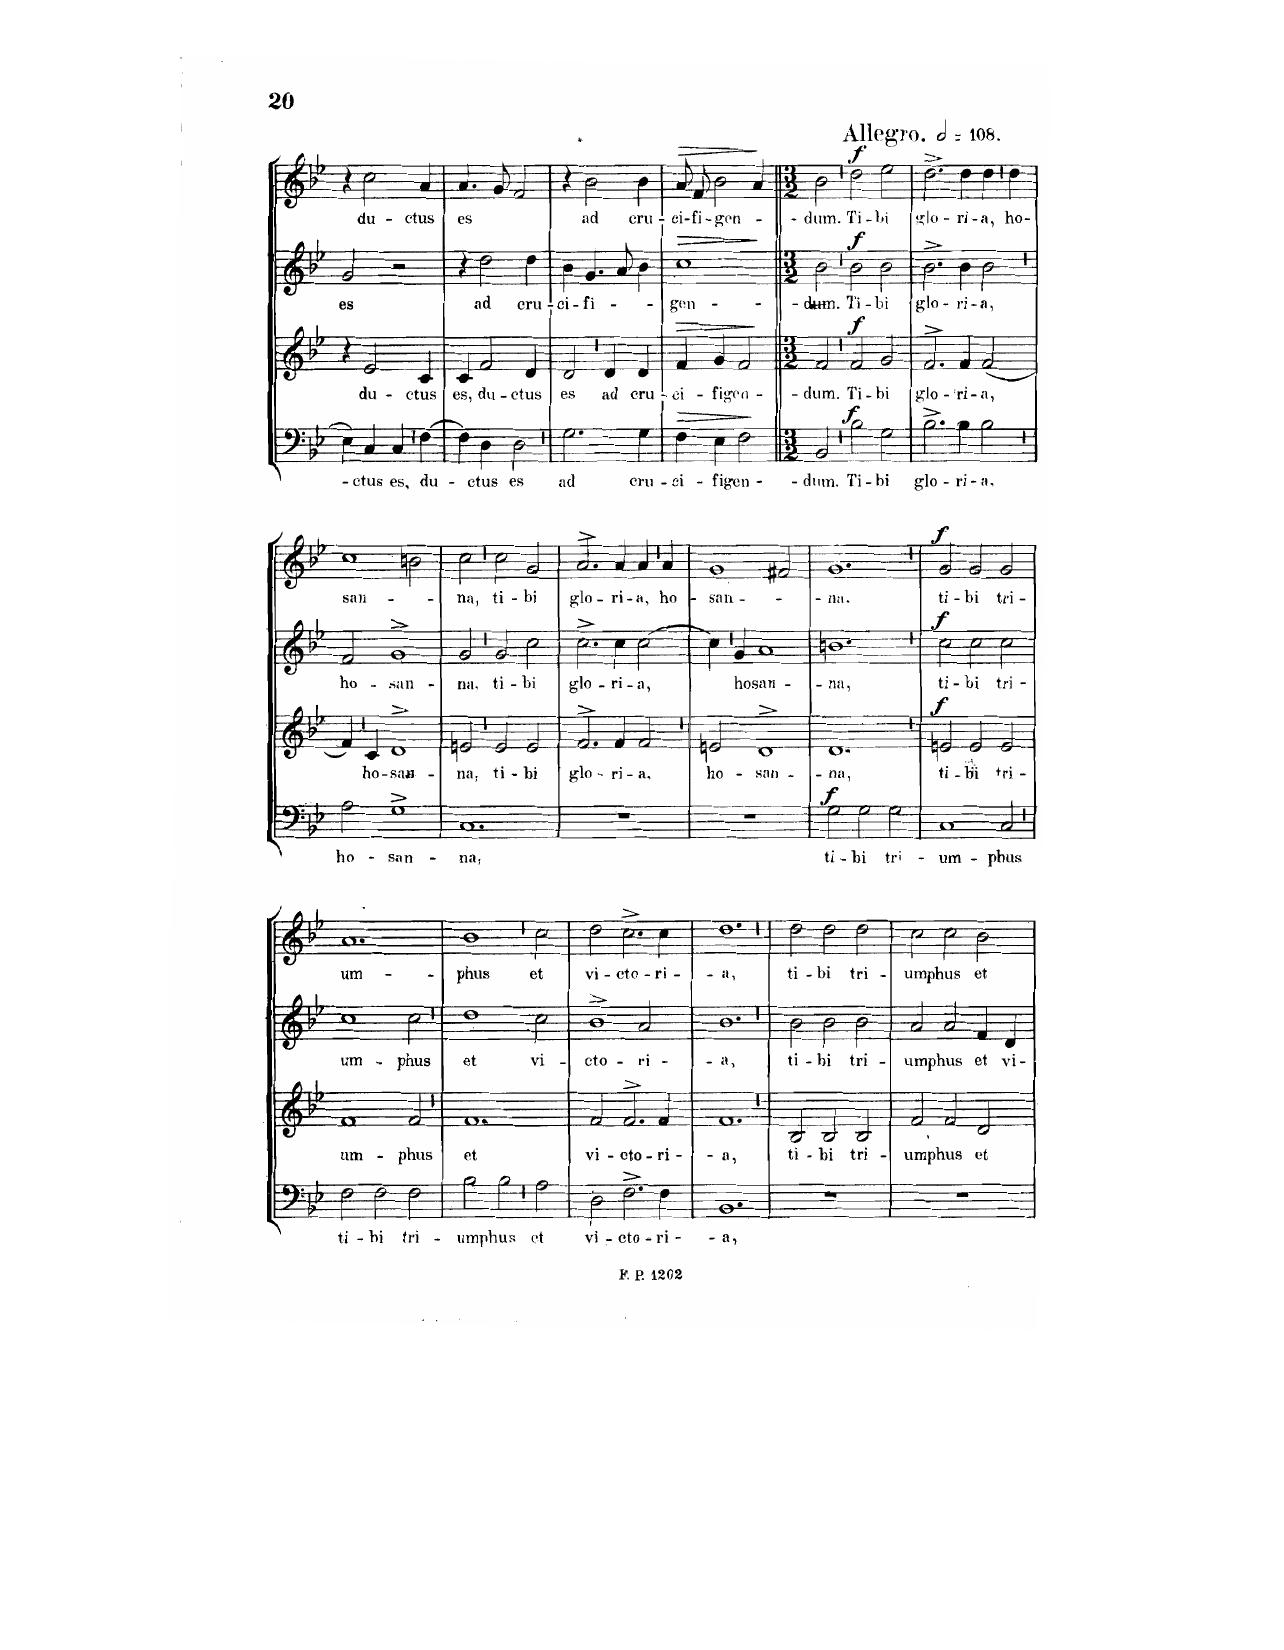 20
Allegro. = 108.
f
du - ctus es ad cru - ci-fi-gen - - dum. Ti-bi glo-ri-a, ho-
f
es ad cru - ci-fi - - gen - - dum. Ti-bi glo-ri-a,
f
du - ctus es, du-ctus es ad cru - ci - figen - - dum. Ti-bi glo-ri-a,
f
-ctus es, du - ctus es ad cru - ci - figen - - dum. Ti-bi glo-ri-a.
f
san - - na, ti-bi glo-ri-a, ho - san - - - na. ti-bi tri-
f
ho - san - na. ti-bi glo-ri-a, hosan - - na, ti-bi tri-
f
ho-san - na, ti-bi glo-ri-a. ho - san - - na, ti-bi tri-
f
ho - san - na, ti-bi tri - um - phus
um - - phus et vi-cto-ri - - a, ti-bi tri - umphus et
um - phus et vi - cto - ri - - a, ti-bi tri - umphus et vi-
um - phus et vi-cto-ri - - a, ti-bi tri - umphus et
ti-bi tri - umphus et vi-cto-ri - - a,
F. P. 1202